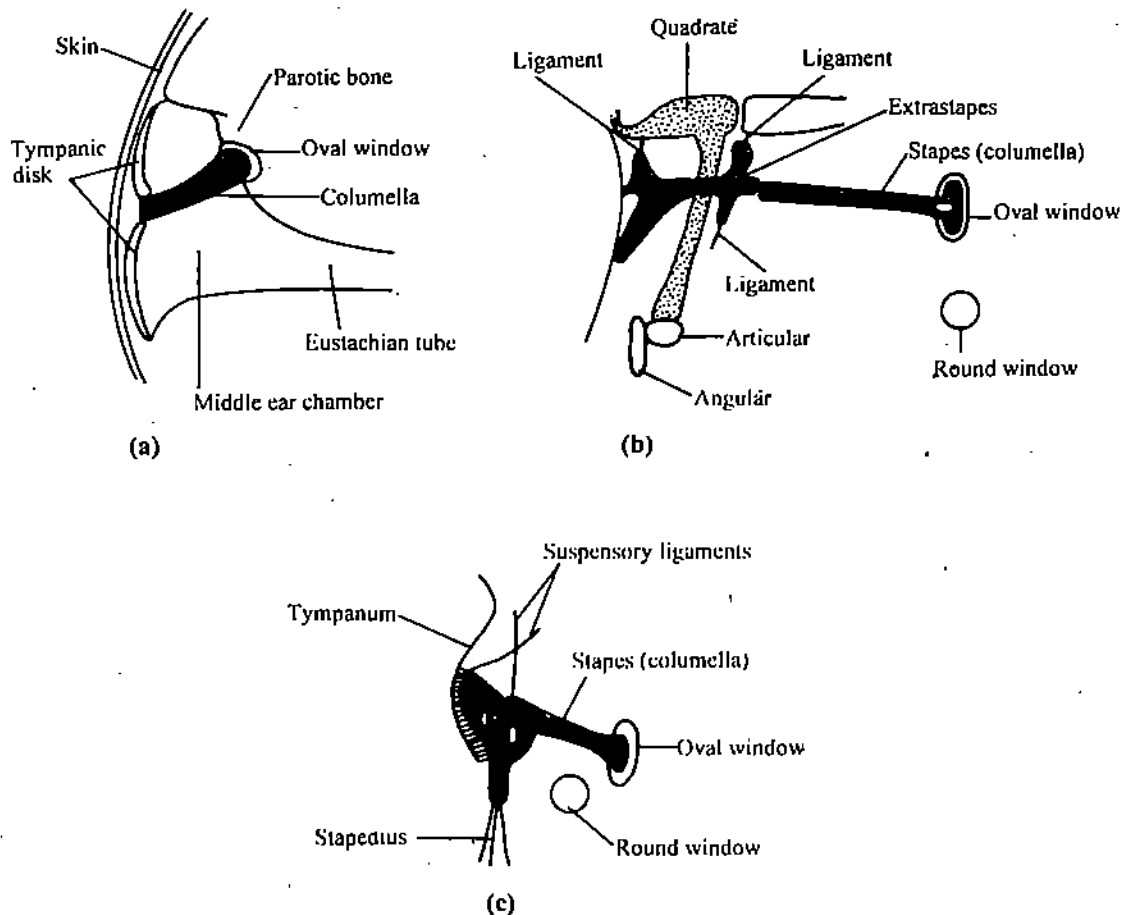 Skin
Parotic bone
Tympanic
disk
Oval window
Columella
Eustachian tube
Middle ear chamber
(a)
Quadrate
Ligament
Ligament
Extrastapes
Stapes (columella)
Oval window
Ligament
Articular
Angular
Round window
(b)
Suspensory ligaments
Tympanum
Stapes (columella)
Oval window
Stapedius
Round window
(c)